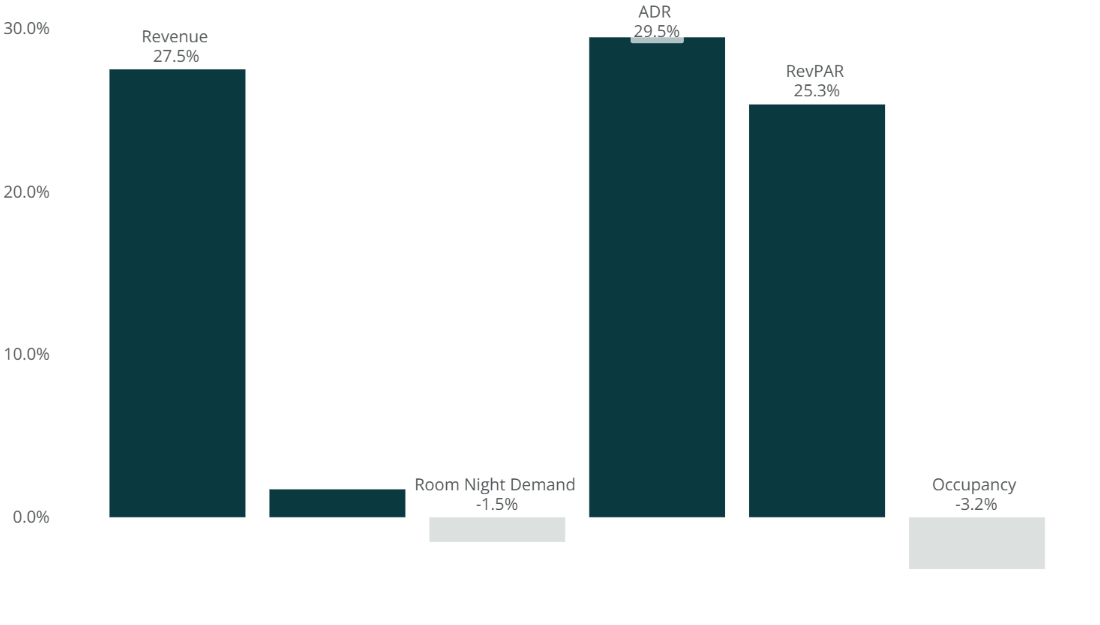 30.0%
20.0%
10.0%
0.0%
Revenue
27.5%
Room Night Demand
-1.5%
ADR
29.5%
RevPAR
25.3%
Occupancy
-3.2%